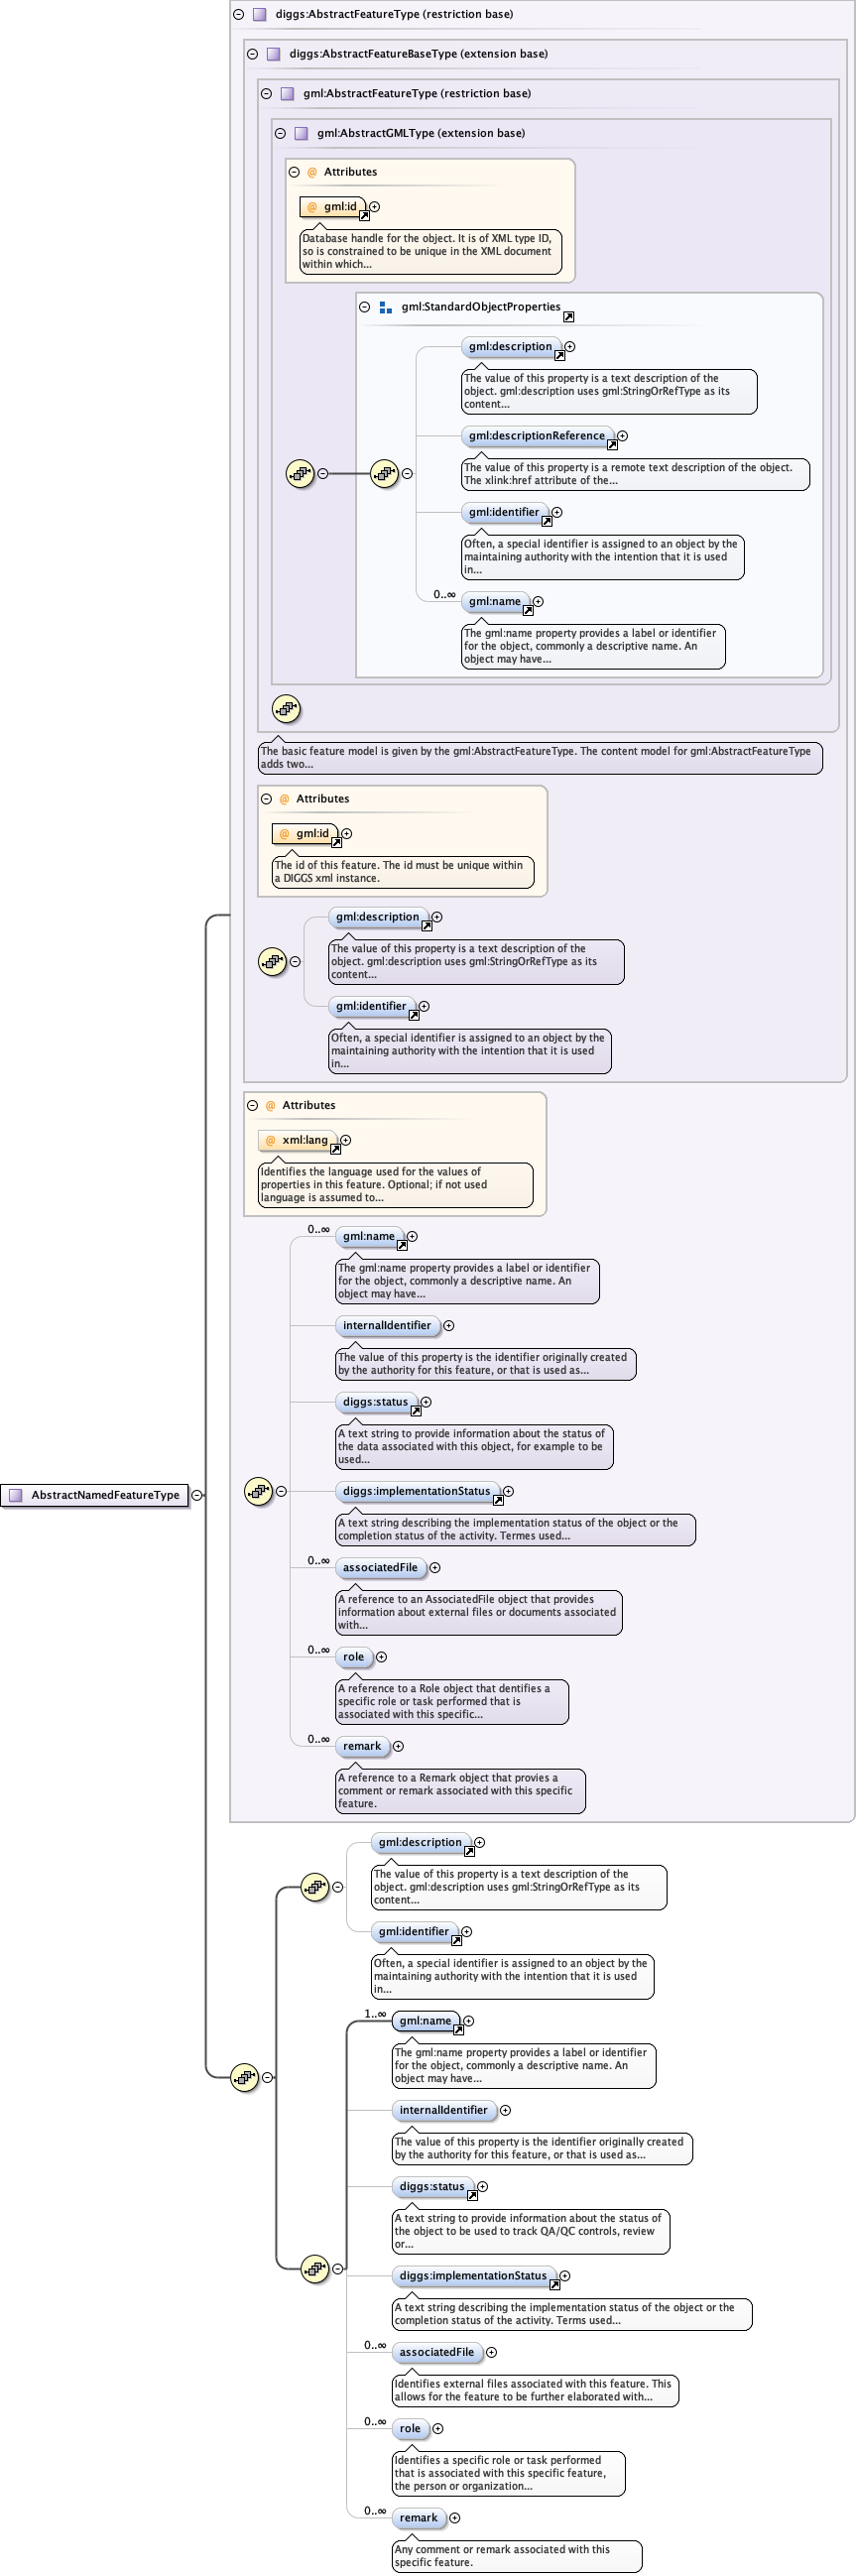 diggs:AbstractFeatureType (restriction base)
diggs:AbstractFeatureBaseType (extension base)
gml:AbstractFeatureType (restriction base)
gml:AbstractGMLType (extension base)
@ Attributes
@ gml:id
Database handle for the object. It is of XML type ID,
so is constrained to be unique in the XML document
within which...
gml:StandardObjectProperties
gml:description
The value of this property is a text description of the
object. gml:description uses gml:StringOrRefType as its
content...
gml:descriptionReference
The value of this property is a remote text description of the object.
The xlink:href attribute of the...
gml:identifier
Often, a special identifier is assigned to an object by the
maintaining authority with the intention that it is used
in...
0..∞
gml:name
The gml:name property provides a label or identifier
for the object, commonly a descriptive name. An
object may have...
The basic feature model is given by the gml:AbstractFeatureType. The content model for gml:AbstractFeatureType
adds two...
@ Attributes
@ gml:id
The id of this feature. The id must be unique within
a DIGGS xml instance.
gml:description
The value of this property is a text description of the
object. gml:description uses gml:StringOrRefType as its
content...
gml:identifier
Often, a special identifier is assigned to an object by the
maintaining authority with the intention that it is used
in...
@ Attributes
@ xml:lang
Identifies the language used for the values of
properties in this feature. Optional; if not used
language is assumed to...
0..∞
gml:name
The gml:name property provides a label or identifier
for the object, commonly a descriptive name. An
object may have...
internalIdentifier
The value of this property is the identifier originally created
by the authority for this feature, or that is used as...
diggs:status
A text string to provide information about the status of
the data associated with this object, for example to be
used...
AbstractNamedFeatureType
diggs:implementationStatus
A text string describing the implementation status of the object or the
completion status of the activity. Termes used...
0..∞
associatedFile
A reference to an AssociatedFile object that provides
information about external files or documents associated
with...
0..∞
role
A reference to a Role object that dentifies a
specific role or task performed that is
associated with this specific...
0..∞
remark
A reference to a Remark object that provies a
comment or remark associated with this specific
feature.
gml:description
The value of this property is a text description of the
object. gml:description uses gml:StringOrRefType as its
content...
gml:identifier
Often, a special identifier is assigned to an object by the
maintaining authority with the intention that it is used
in...
1..∞
gml:name
The gml:name property provides a label or identifier
for the object, commonly a descriptive name. An
object may have...
internalIdentifier
The value of this property is the identifier originally created
by the authority for this feature, or that is used as...
diggs:status
A text string to provide information about the status of
the object to be used to track QA/QC controls, review
or...
diggs:implementationStatus
A text string describing the implementation status of the object or the
completion status of the activity. Terms used...
0..∞
associatedFile
Identifies external files associated with this feature. This
allows for the feature to be further elaborated with...
0..∞
role
Identifies a specific role or task performed
that is associated with this specific feature,
the person or organization...
0..∞
remark
Any comment or remark associated with this
specific feature.